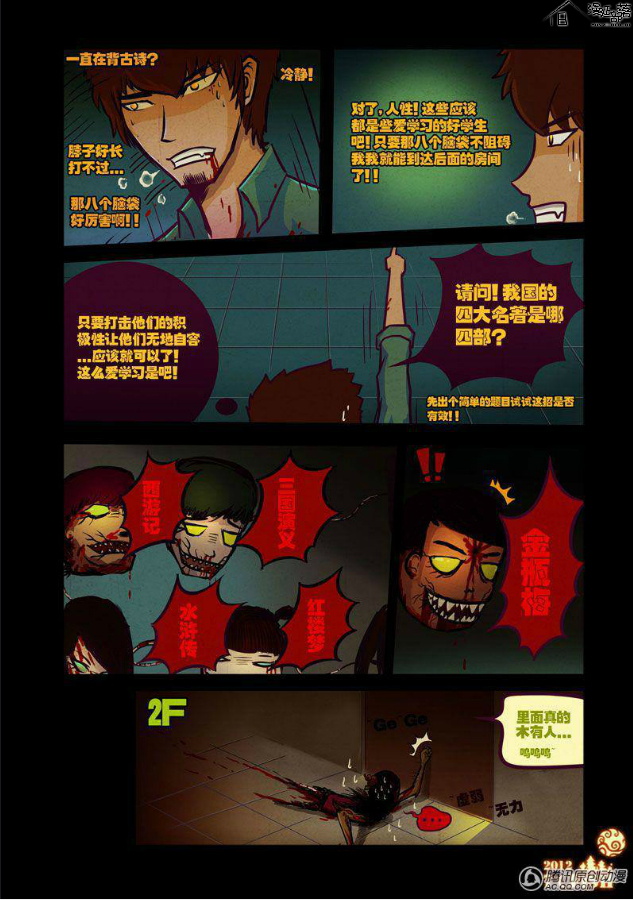 漫画部落
一直在背古诗？
冷静！
脖子好长
打不过...
那八个脑袋
好厉害啊！！
对了，人性！这些应该
都是些爱学习的好学生
吧！只要那八个脑袋不阻碍
我我就能到达后面的房间
了！！
只要打击他们的积
极性让他们无地自容
...应该就可以了！
这么爱学习是吧！
请问！我国的
四大名著是哪
四部？
先出个简单的题目试试这招是否
有效！！
西游记
三国演义
水浒传
红楼梦
!!
金瓶梅
2F
Ge Ge
里面真的
木有人...
呜呜呜~
...
虚弱
无力
2012
腾讯原创动漫
AC.QQ.COM